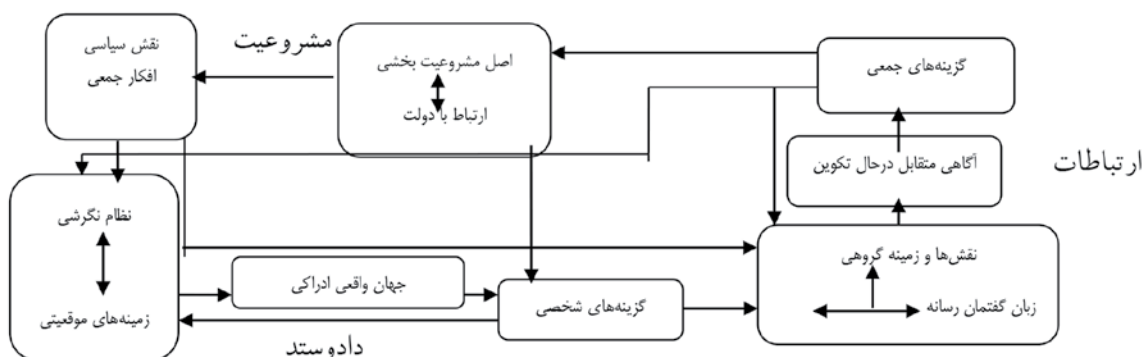 مشروعیت
نقش سیاسی
افکار جمعی
اصل مشروعیت بخشی
ارتباط با دولت
گزینه‌های جمعی
آگاهی متقابل درحال تکوین
ارتباطات
نظام نگرشی
زمینه‌های موقعیتی
جهان واقعی ادراکی
گزینه‌های شخصی
نقش‌ها و زمینه گروهی
زبان گفتمان رسانه
دادوستد